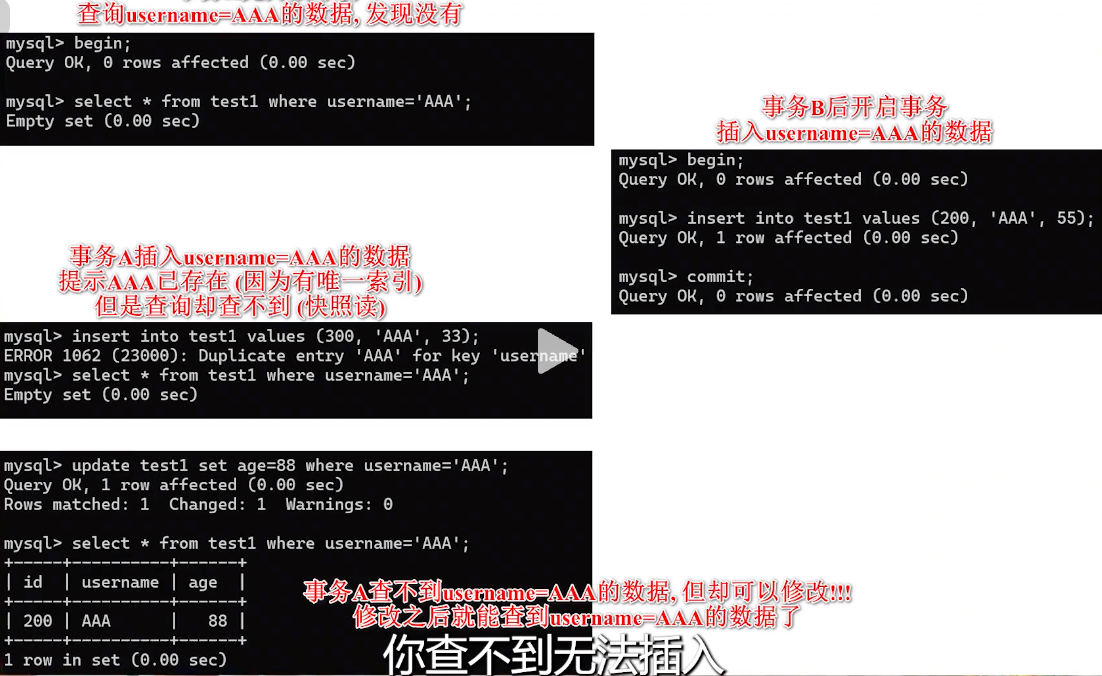 查询username=AAA的数据, 发现没有
mysql> begin;
Query OK, 0 rows affected (0.00 sec)
mysql> select * from test1 where username='AAA';
Empty set (0.00 sec)
事务B后开启事务
插入username=AAA的数据
mysql> begin;
Query OK, 0 rows affected (0.00 sec)
mysql> insert into test1 values (200, 'AAA', 55);
Query OK, 1 row affected (0.00 sec)
mysql> commit;
Query OK, 0 rows affected (0.00 sec)
事务A插入username=AAA的数据
提示AAA已存在 (因为有唯一索引)
但是查询却查不到 (快照读)
mysql> insert into test1 values (300, 'AAA', 33);
ERROR 1062 (23000): Duplicate entry 'AAA' for key 'username'
mysql> select * from test1 where username='AAA';
Empty set (0.00 sec)
mysql> update test1 set age=88 where username='AAA';
Query OK, 1 row affected (0.00 sec)
Rows matched: 1  Changed: 1  Warnings: 0
mysql> select * from test1 where username='AAA';
+-----+----------+------+
| id  | username | age  |
+-----+----------+------+
| 200 | AAA      |   88 |
+-----+----------+------+
1 row in set (0.00 sec)
事务A查不到username=AAA的数据, 但却可以修改!!!
修改之后就能查到username=AAA的数据了
你查不到无法插入